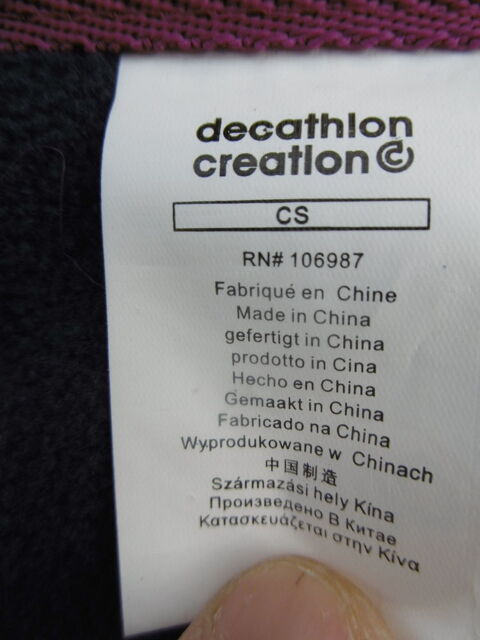 decathlon
creation
CS
RN# 106987
Fabriqué en Chine
Made in China
gefertigt in China
prodotto in Cina
Hecho en China
Gemaakt in China
Fabricado na China
Wyprodukowane w Chinach
中国制造
Származási hely Kína
Произведено В Китае
Κατασκευάζεται στην Κίνα